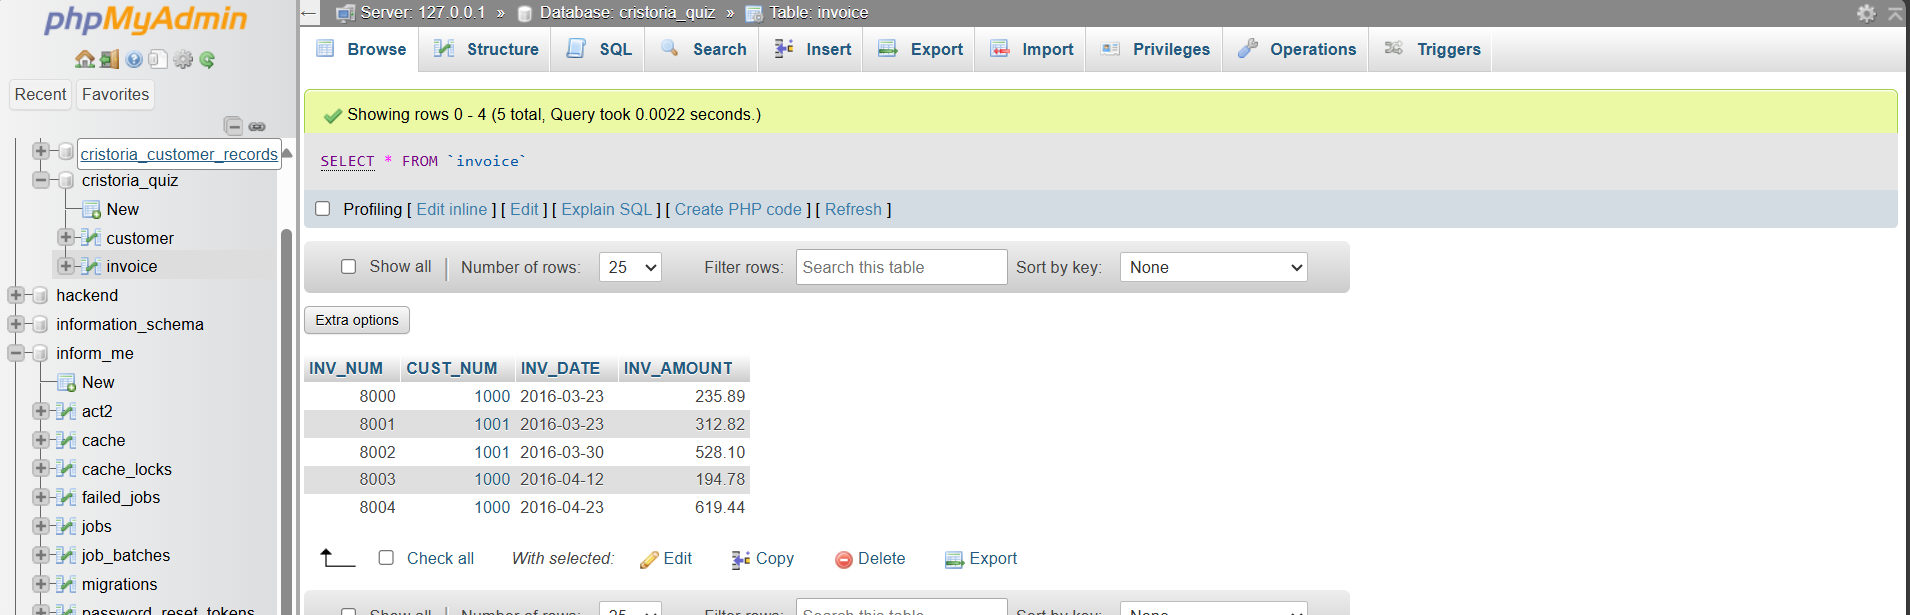 phpMyAdmin
Recent Favorites
cristoria_customer_records
cristoria_quiz
New
customer
invoice
hackend
information_schema
inform_me
New
act2
cache
cache_locks
failed_jobs
jobs
job_batches
migrations
password_reset_tokens
Server: 127.0.0.1 » Database: cristoria_quiz » Table: invoice
Browse Structure SQL Search Insert Export Import Privileges Operations Triggers
Showing rows 0 - 4 (5 total, Query took 0.0022 seconds.)
SELECT * FROM `invoice`
Profiling [ Edit inline ] [ Edit ] [ Explain SQL ] [ Create PHP code ] [ Refresh ]
Show all Number of rows: 25 Filter rows: Search this table Sort by key: None
Extra options
INV_NUM CUST_NUM INV_DATE INV_AMOUNT
8000 1000 2016-03-23 235.89
8001 1001 2016-03-23 312.82
8002 1001 2016-03-30 528.10
8003 1000 2016-04-12 194.78
8004 1000 2016-04-23 619.44
Check all With selected: Edit Copy Delete Export
Show all Number of rows: 25 Filter rows: Search this table Sort by key: None